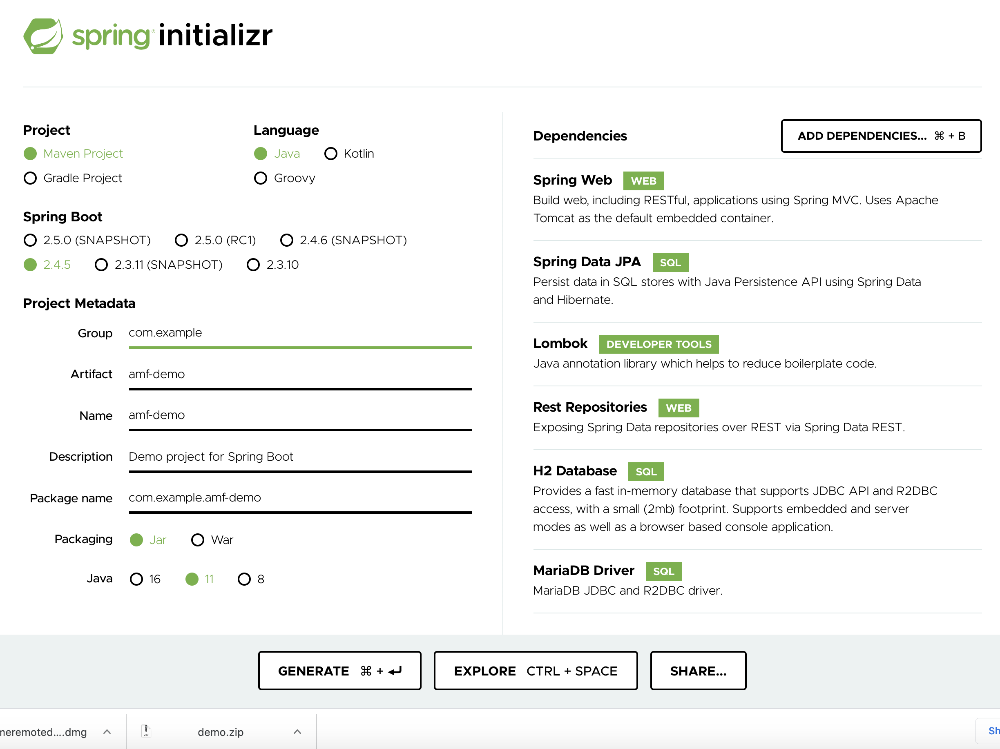 spring® initializr
Project
Maven Project
Gradle Project
Language
Java Kotlin
Groovy
Spring Boot
2.5.0 (SNAPSHOT) 2.5.0 (RC1) 2.4.6 (SNAPSHOT)
2.4.5 2.3.11 (SNAPSHOT) 2.3.10
Project Metadata
Group com.example
Artifact amf-demo
Name amf-demo
Description Demo project for Spring Boot
Package name com.example.amf-demo
Packaging Jar War
Java 16 11 8
Dependencies ADD DEPENDENCIES... ⌘ + B
Spring Web WEB
Build web, including RESTful, applications using Spring MVC. Uses Apache
Tomcat as the default embedded container.
Spring Data JPA SQL
Persist data in SQL stores with Java Persistence API using Spring Data
and Hibernate.
Lombok DEVELOPER TOOLS
Java annotation library which helps to reduce boilerplate code.
Rest Repositories WEB
Exposing Spring Data repositories over REST via Spring Data REST.
H2 Database SQL
Provides a fast in-memory database that supports JDBC API and R2DBC
access, with a small (2mb) footprint. Supports embedded and server
modes as well as a browser based console application.
MariaDB Driver SQL
MariaDB JDBC and R2DBC driver.
GENERATE ⌘ + ↵ EXPLORE CTRL + SPACE SHARE...
meremoted....dmg ZIP demo.zip Sh